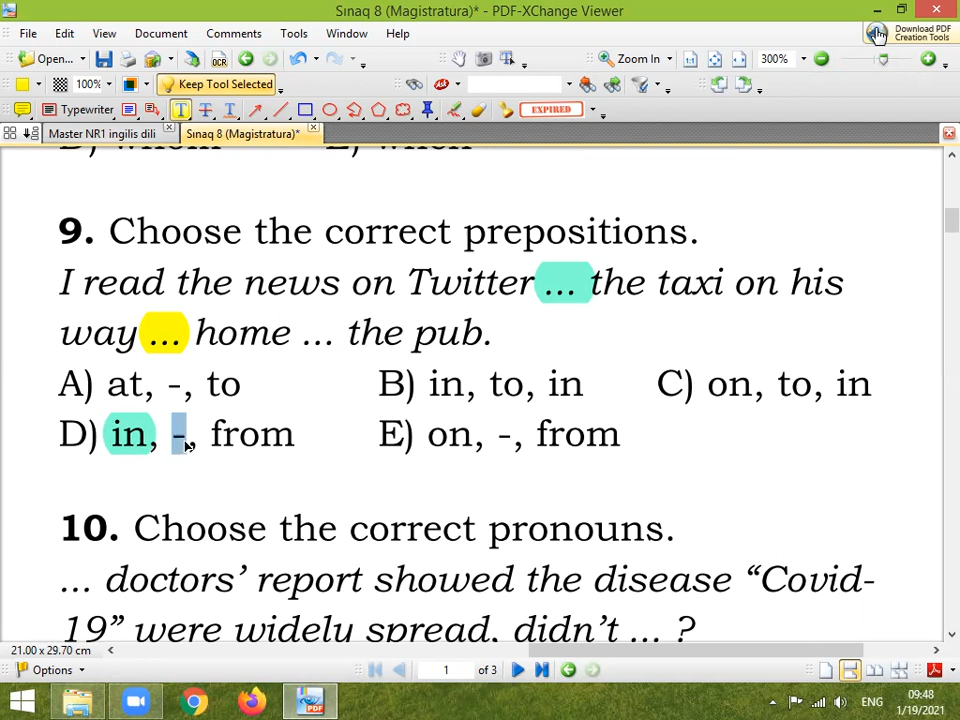 Sınaq 8 (Magistratura)* - PDF-XChange Viewer
File Edit View Document Comments Tools Window Help
Download PDF Creation Tools
Open... OCR Zoom In 300%
100% Keep Tool Selected
Typewriter EXPIRED
Master NR1 ingilis dili Sınaq 8 (Magistratura)*
D) whom E) when
9. Choose the correct prepositions.
I read the news on Twitter ... the taxi on his
way ... home ... the pub.
A) at, -, to B) in, to, in C) on, to, in
D) in, -, from E) on, -, from
10. Choose the correct pronouns.
... doctors’ report showed the disease “Covid-
19” were widely spread, didn’t ... ?
21.00 x 29.70 cm
Options 1 of 3
ENG 09:48
1/19/2021